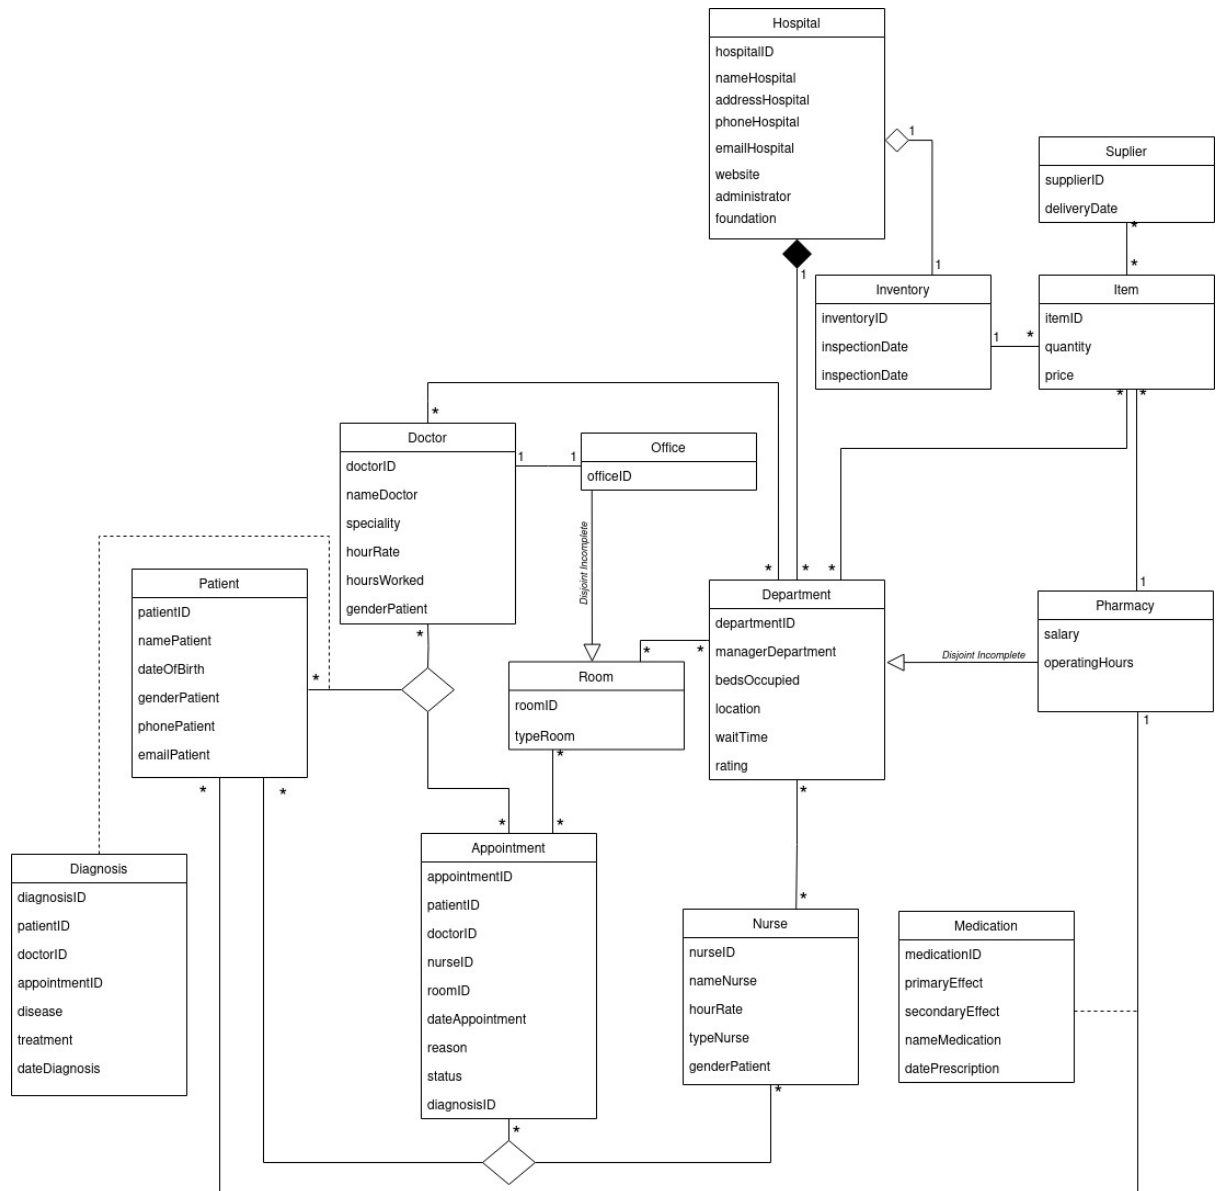 Hospital
hospitalID
nameHospital
addressHospital
phoneHospital
emailHospital
website
administrator
foundation
1
1
1
Suplier
supplierID
deliveryDate
*
*
Inventory
inventoryID
inspectionDate
inspectionDate
1
*
Item
itemID
quantity
price
*
*
*
Doctor
doctorID
nameDoctor
speciality
hourRate
hoursWorked
genderPatient
*
1
1
Office
officeID
Disjoint Incomplete
*
*
*
Patient
patientID
namePatient
dateOfBirth
genderPatient
phonePatient
emailPatient
*
*
*
Room
roomID
typeRoom
*
*
*
Department
departmentID
managerDepartment
bedsOccupied
location
waitTime
rating
*
Disjoint Incomplete
1
Pharmacy
salary
operatingHours
1
*
*
Diagnosis
diagnosisID
patientID
doctorID
appointmentID
disease
treatment
dateDiagnosis
Appointment
appointmentID
patientID
doctorID
nurseID
roomID
dateAppointment
reason
status
diagnosisID
*
*
Nurse
nurseID
nameNurse
hourRate
typeNurse
genderPatient
*
Medication
medicationID
primaryEffect
secondaryEffect
nameMedication
datePrescription